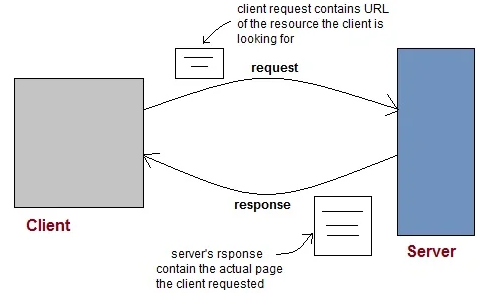 client request contains URL
of the resource the client is
looking for
request
response
Client
Server
server's rsponse
contain the actual page
the client requested